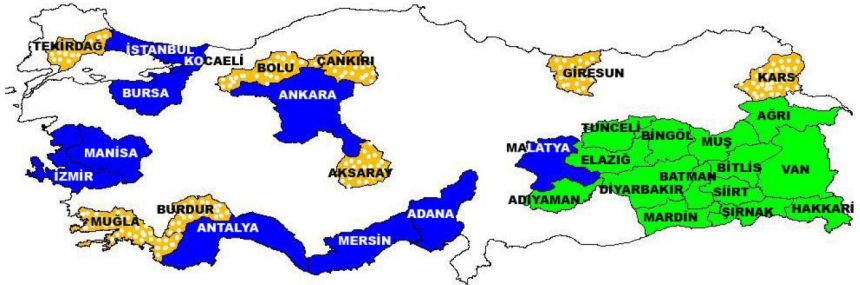 TEKİRDAĞ
İSTANBUL
KOCAELİ
BOLU
ÇANKIRI
GİRESUN
KARS
BURSA
ANKARA
AĞRI
TUNCELİ
BİNGÖL
MUŞ
MALATYA
MANİSA
ELAZIĞ
BİTLİS
VAN
İZMİR
AKSARAY
BATMAN
DİYARBAKIR
SİİRT
ADIYAMAN
BURDUR
MUĞLA
ANTALYA
ADANA
MERSİN
MARDİN
ŞIRNAK
HAKKARİ